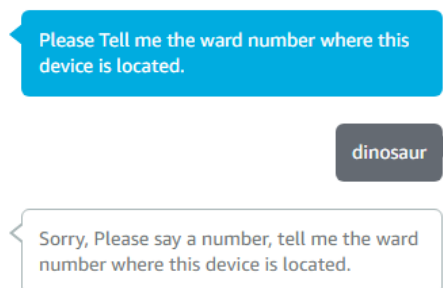 Please Tell me the ward number where this
device is located.
dinosaur
Sorry, Please say a number, tell me the ward
number where this device is located.